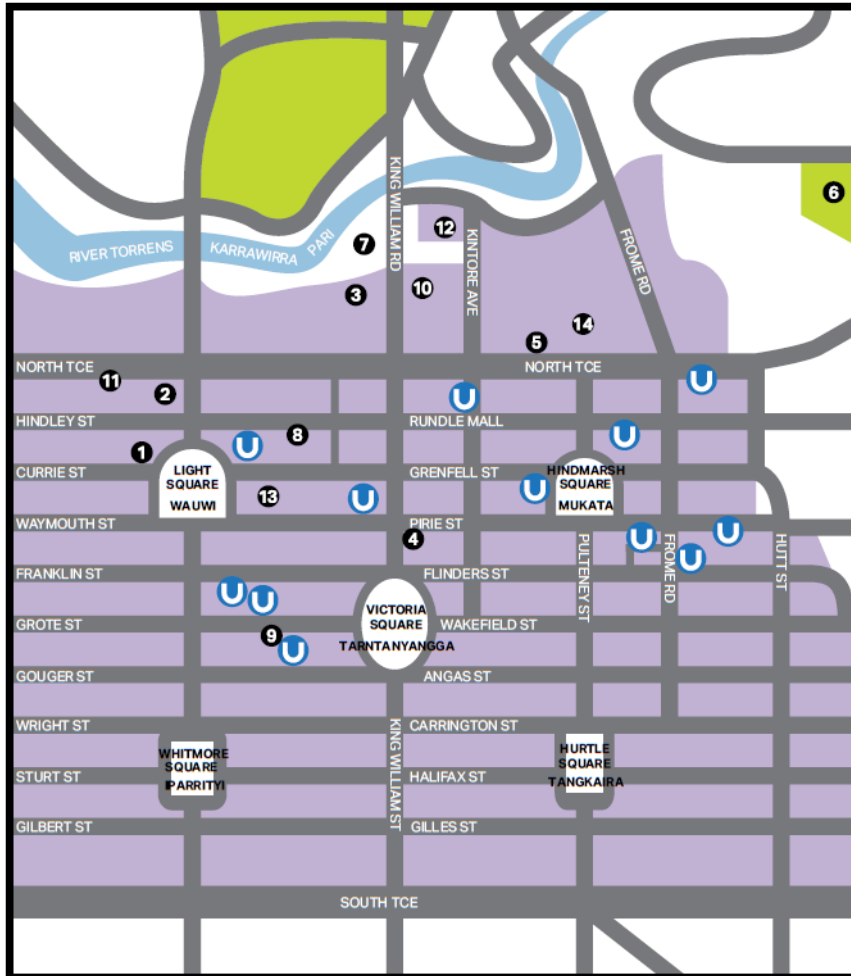 KING WILLIAM RD
6
12
7
KINTORE AVE
PARI
FROME RD
RIVER TORRENS
KARRAWIRRA
3
10
14
5
NORTH TCE
NORTH TCE
11
2
U
U
HINDLEY ST
RUNDLE MALL
U
8
U
1
CURRIE ST
LIGHT
SQUARE
WAUWI
GRENFELL ST
HINDMARSH
SQUARE
MUKATA
U
13
U
WAYMOUTH ST
PIRIE ST
U
U
4
PULTENEY ST
FROME RD
HUTT ST
U
FRANKLIN ST
FLINDERS ST
U
U
VICTORIA
SQUARE
TARNTANYANGGA
GROTE ST
WAKEFIELD ST
9
U
GOUGER ST
ANGAS ST
WRIGHT ST
KING WILLIAM ST
CARRINGTON ST
WHITMORE
SQUARE
IPARRITYI
HURTLE
SQUARE
TANGKAIRA
STURT ST
HALIFAX ST
GILBERT ST
GILLES ST
SOUTH TCE